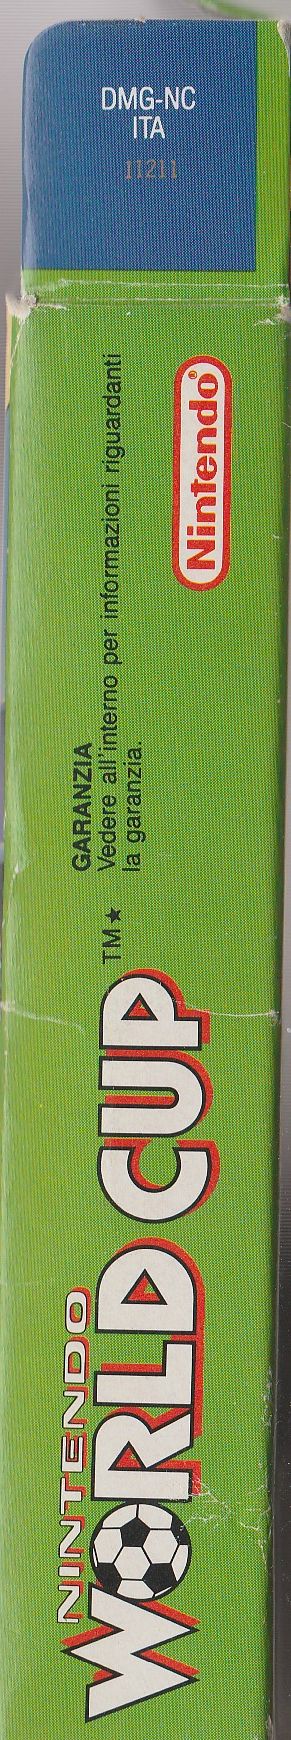 DMG-NC
ITA
11211
Nintendo®
GARANZIA
Vedere all'interno per informazioni riguardanti
la garanzia.
NINTENDO
WORLD CUP TM★